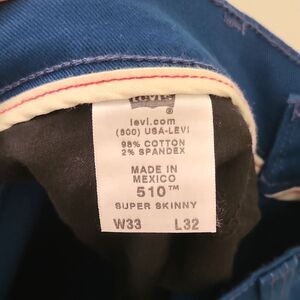 Levi's
levi.com
(800) USA-LEVI
98% COTTON
2% SPANDEX
MADE IN
MEXICO
510™
SUPER SKINNY
W33 L32